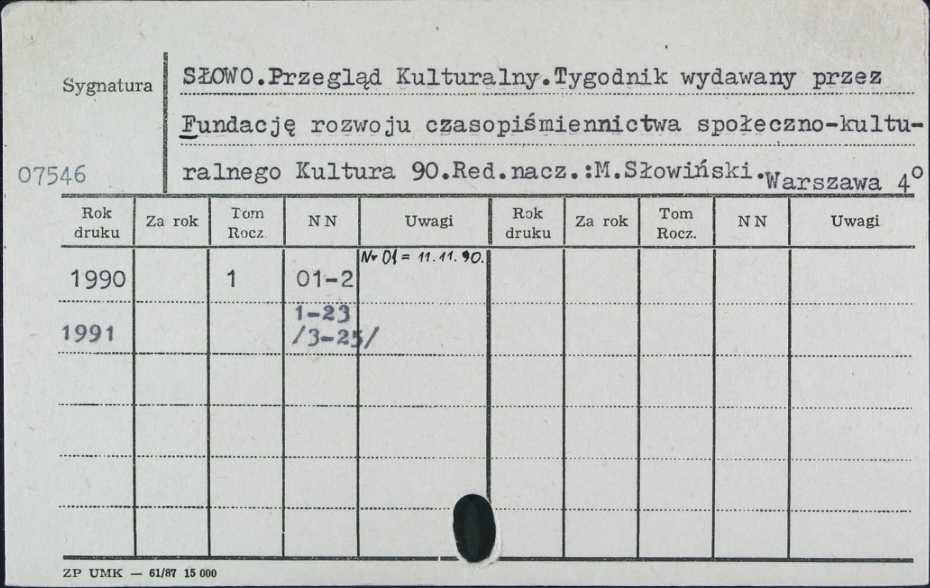 Sygnatura
SŁOWO.Przegląd Kulturalny.Tygodnik wydawany przez
Fundację rozwoju czasopiśmiennictwa społeczno-kultu-
07546
ralnego Kultura 90.Red.nacz.:M.Słowiński.Warszawa 4°
Rok druku Za rok Tom Rocz. N N Uwagi Rok druku Za rok Tom Rocz. N N Uwagi
Nr 01 = 11.11.90.
1990 1 01-2
1-23
1991 /3-25/
ZP UMK — 61/87 15 000